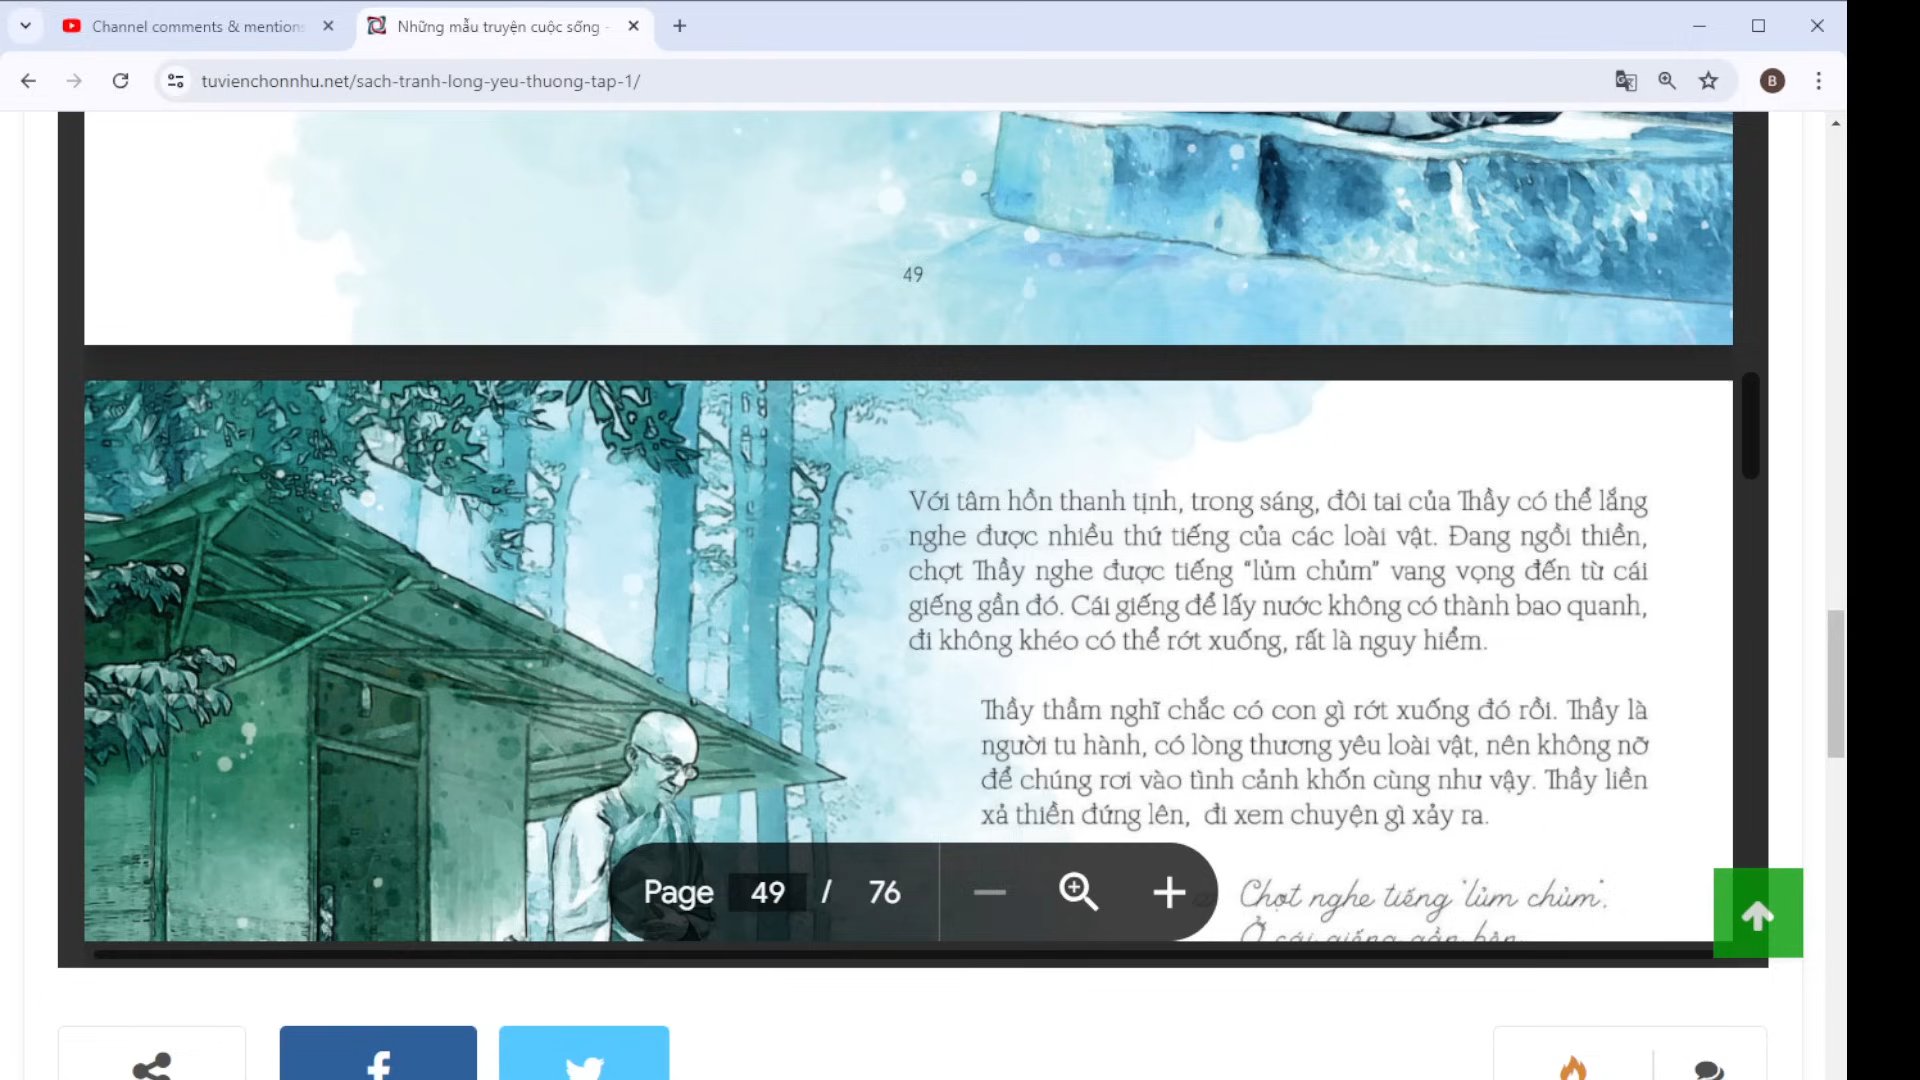 Channel comments & mentions
Những mẫu truyện cuộc sống -
tuvienchonnhu.net/sach-tranh-long-yeu-thuong-tap-1/
B
49
Với tâm hồn thanh tịnh, trong sáng, đôi tai của Thầy có thể lắng
nghe được nhiều thứ tiếng của các loài vật. Đang ngồi thiền,
chợt Thầy nghe được tiếng "lủm chủm" vang vọng đến từ cái
giếng gần đó. Cái giếng để lấy nước không có thành bao quanh,
đi không khéo có thể rớt xuống, rất là nguy hiểm.
Thầy thầm nghĩ chắc có con gì rớt xuống đó rồi. Thầy là
người tu hành, có lòng thương yêu loài vật, nên không nỡ
để chúng rơi vào tình cảnh khốn cùng như vậy. Thầy liền
xả thiền đứng lên, đi xem chuyện gì xảy ra.
Chợt nghe tiếng "lủm chủm".
Ở cái giếng gần bên
Page 49 / 76